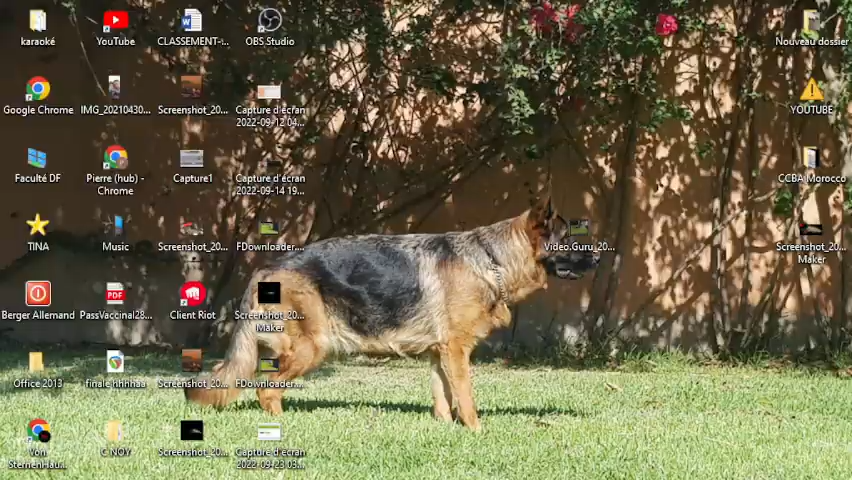 karaoké
YouTube
CLASSEMENT-...
OBS Studio
Nouveau dossier
Google Chrome
IMG_20210430...
Screenshot_20...
Capture d'écran
2022-09-12 04...
YOUTUBE
Faculté DF
Pierre (hub) -
Chrome
Capture1
Capture d'écran
2022-09-14 19...
CCBA Morocco
TINA
Music
Screenshot_20...
FDownloader....
Video.Guru_20...
Screenshot_20...
Maker
Berger Allemand
PassVaccinal28...
Client Riot
Screenshot_20...
Maker
Office 2013
finale hhhhaa
Screenshot_20...
FDownloader....
Von
SternenHau...
C NOY
Screenshot_20...
Capture d'écran
2022-09-23 03...